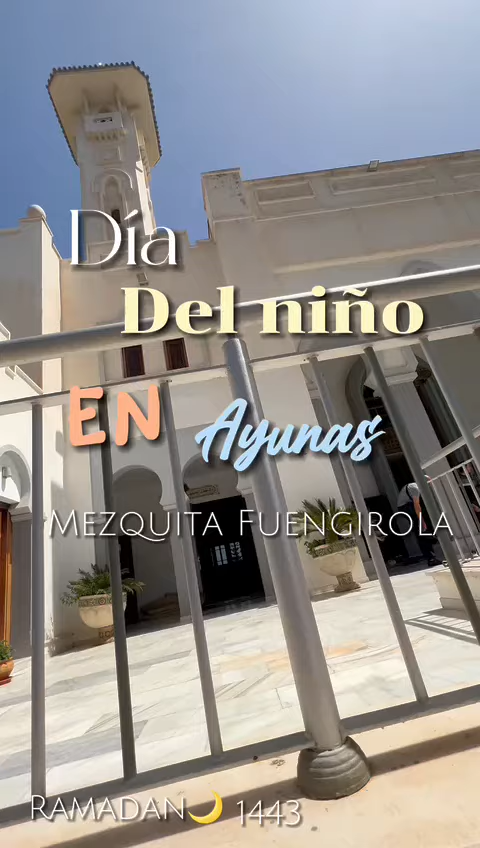 Día
Del niño
EN Ayunas
Mezquita Fuengirola
Ramadan🌙 1443